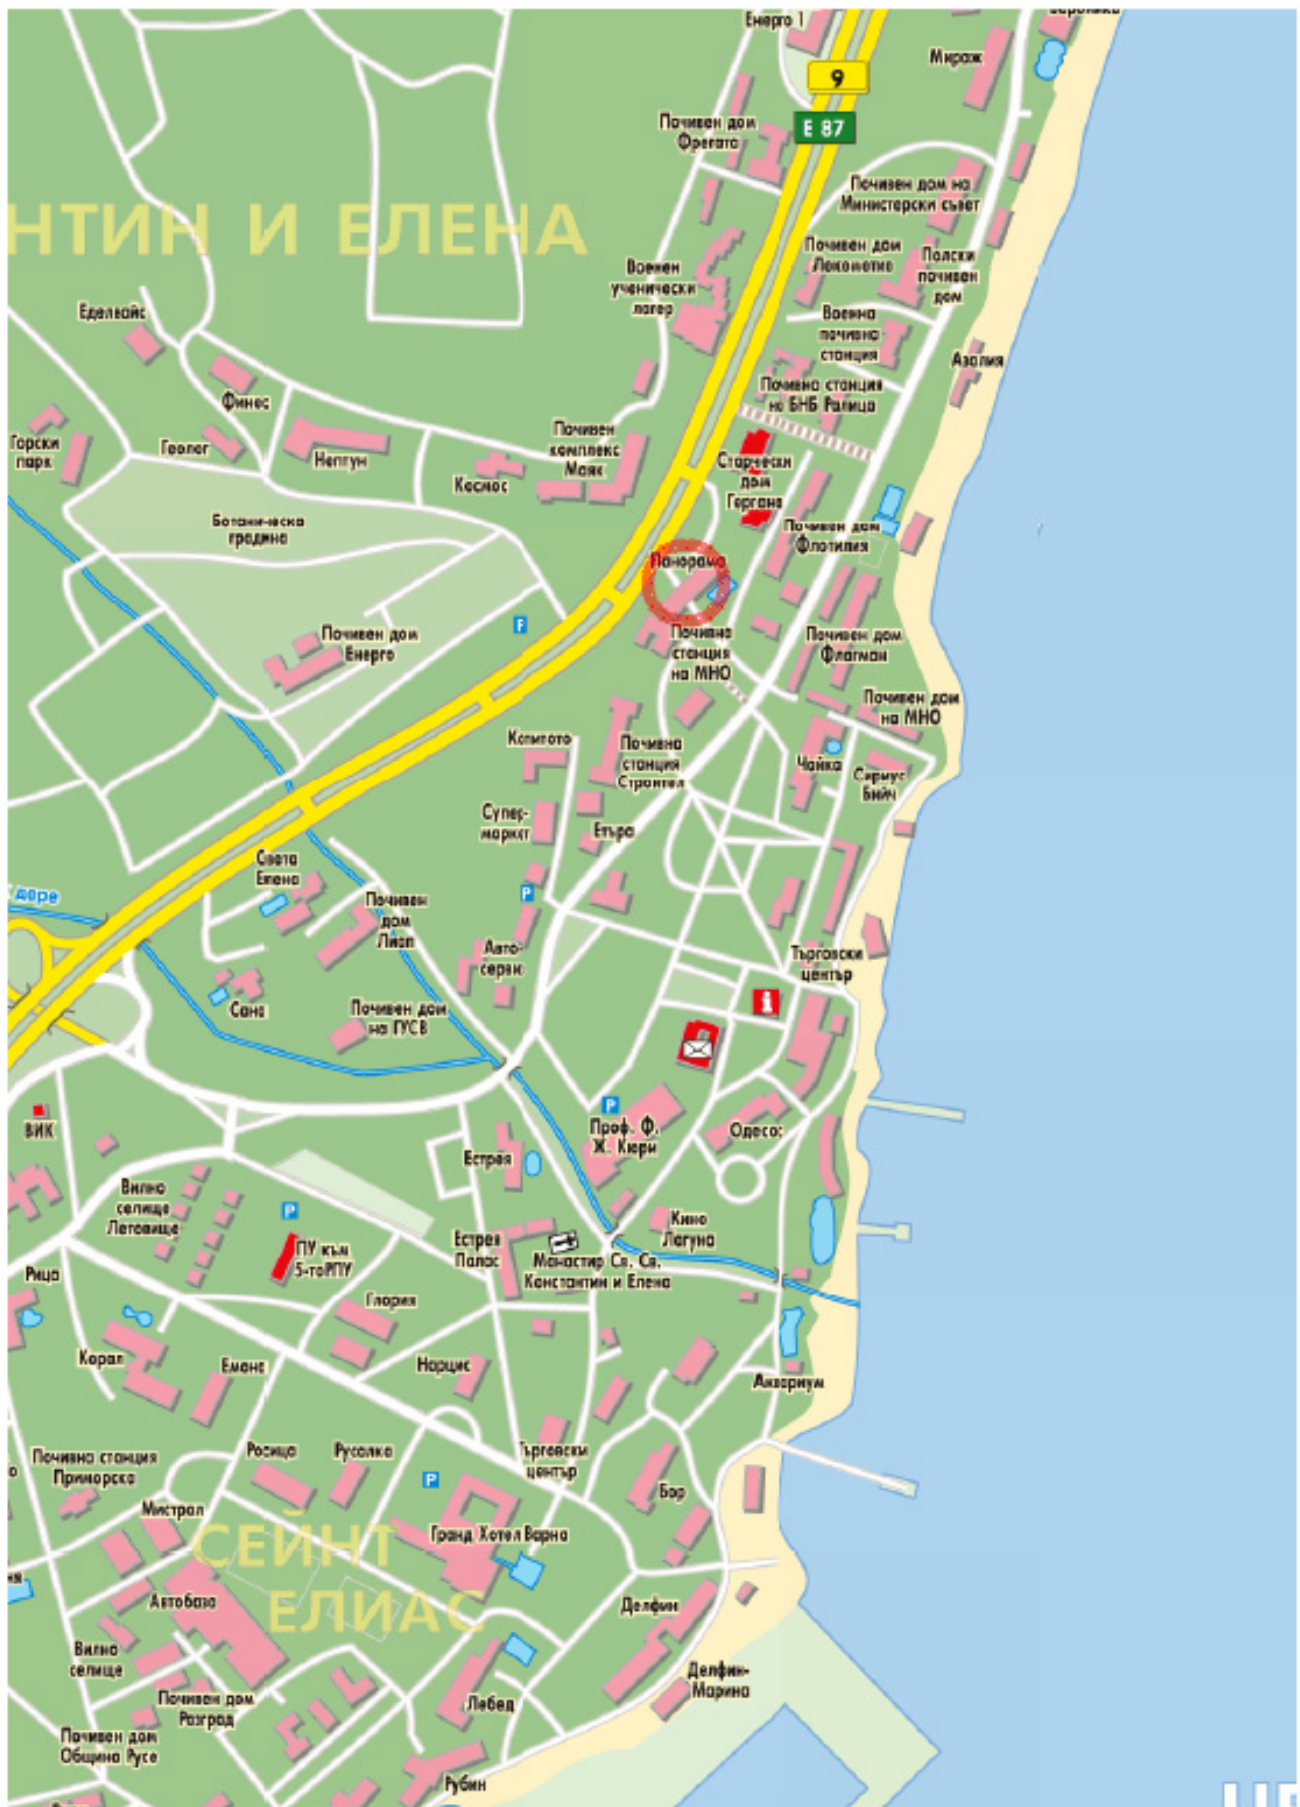 Енерго 1
Мираж
9
E 87
Почивен дом
Фрегата
Почивен дом на
Министерски съвет
НТИН И ЕЛЕНА
Почивен дом
Локомотив
Полски
почивен
дом
Военен
ученически
лагер
Еделвайс
Военна
почивна
станция
Азалия
Финес
Почивна станция
на БНБ Ралица
Горски
парк
Геолог
Нептун
Почивен
комплекс
Маяк
Космос
Старчески
дом
Гергана
Ботаническа
градина
Почивен дом
Флотилия
Панорама
P
Почивен дом
Енерго
Почивна
станция
на МНО
Почивен дом
Флагман
Почивен дом
на МНО
Копитото
Почивна
станция
Строител
Чайка
Сириус
Бийч
Супер-
маркет
Етъра
Света
Елена
дере
P
Почивен
дом
Лиап
Авто-
сервиз
Търговски
център
Сана
Почивен дом
на ГУСВ
i
ВИК
P
Проф. Ф.
Ж. Кюри
Одесос
Естрея
Вилно
селище
Летовище
P
Кино
Лагуна
Естрея
Палас
ПУ към
5-то РПУ
Манастир Св. Св.
Константин и Елена
Рица
Глория
Корал
Емона
Нарцис
Аквариум
Почивна станция
Приморско
Росица
Русалка
Търговски
център
P
Бор
Мистрал
СЕЙНТ
ЕЛИАС
Гранд Хотел Варна
Автобаза
Делфин
Вилно
селище
Делфин-
Марина
Почивен дом
Разград
Лебед
Почивен дом
Община Русе
Рубин